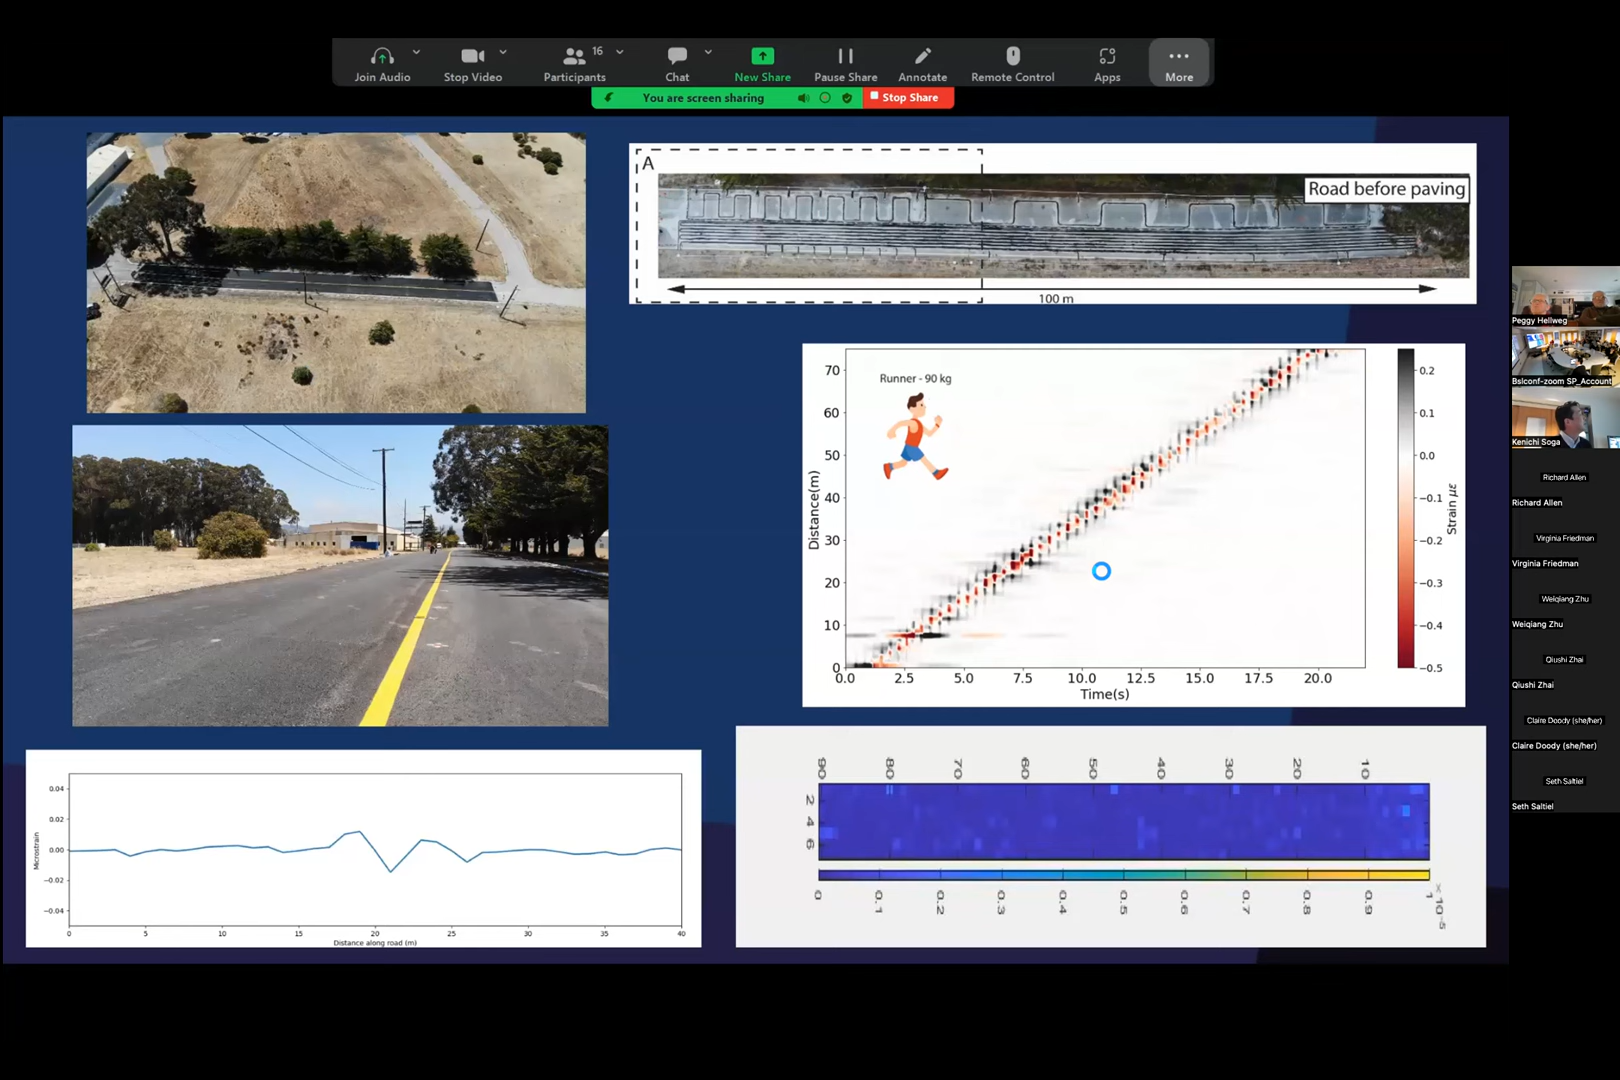 Join Audio
Stop Video
16
Participants
Chat
New Share
Pause Share
Annotate
Remote Control
Apps
More
You are screen sharing
Stop Share
A
Road before paving
100 m
Runner - 90 kg
Distance(m)
70
60
50
40
30
20
10
0
0.0 2.5 5.0 7.5 10.0 12.5 15.0 17.5 20.0
Time(s)
0.2
0.1
0.0
−0.1
−0.2
−0.3
−0.4
−0.5
Strain με
Microstrain
0.04
0.02
0.00
−0.02
−0.04
0 5 10 15 20 25 30 35 40
Distance along road (m)
90 80 70 60 50 40 30 20 10
2
4
6
0 0.1 0.2 0.3 0.4 0.5 0.6 0.7 0.8 0.9 1
×10⁻⁵
Peggy Hellweg
Bslconf-zoom SP_Account
Kenichi Soga
Richard Allen
Richard Allen
Virginia Friedman
Virginia Friedman
Weiqiang Zhu
Weiqiang Zhu
Qiushi Zhai
Qiushi Zhai
Claire Doody (she/her)
Claire Doody (she/her)
Seth Saltiel
Seth Saltiel